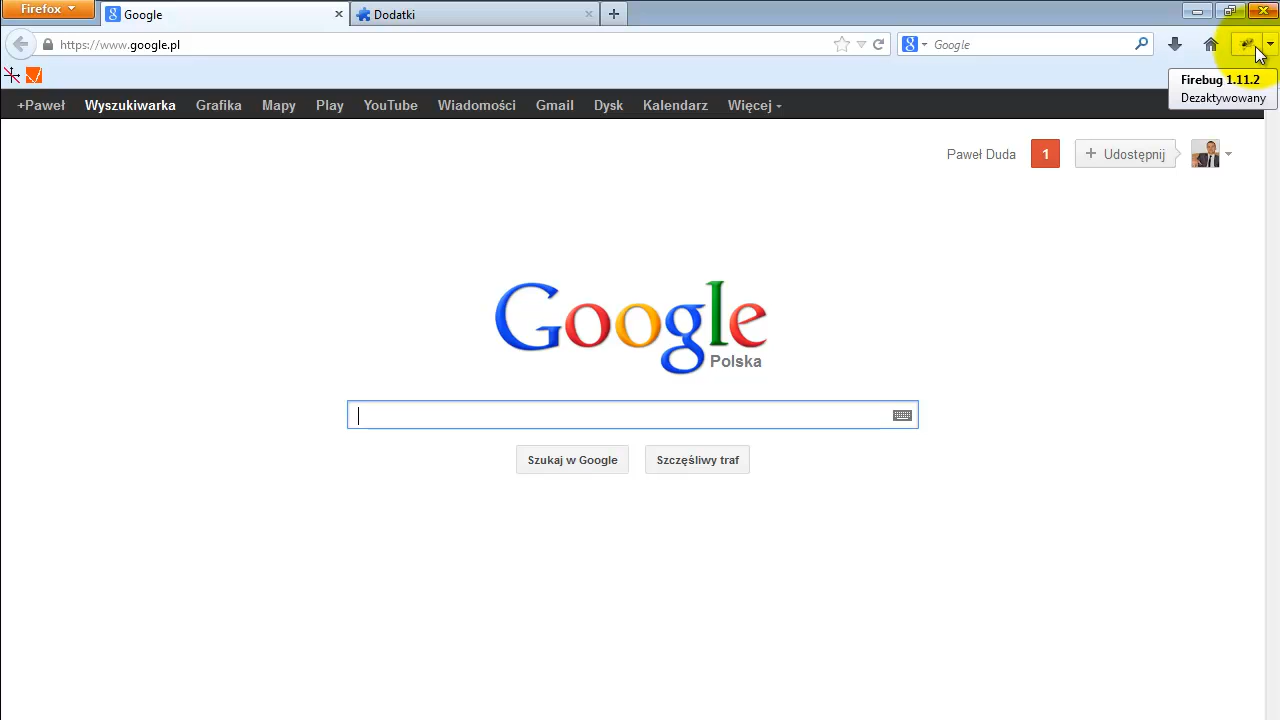 Firefox
Google
Dodatki
https://www.google.pl
Google
Firebug 1.11.2
Dezaktywowany
+Paweł Wyszukiwarka Grafika Mapy Play YouTube Wiadomości Gmail Dysk Kalendarz Więcej
Paweł Duda 1 + Udostępnij
Google
Polska
Szukaj w Google Szczęśliwy traf